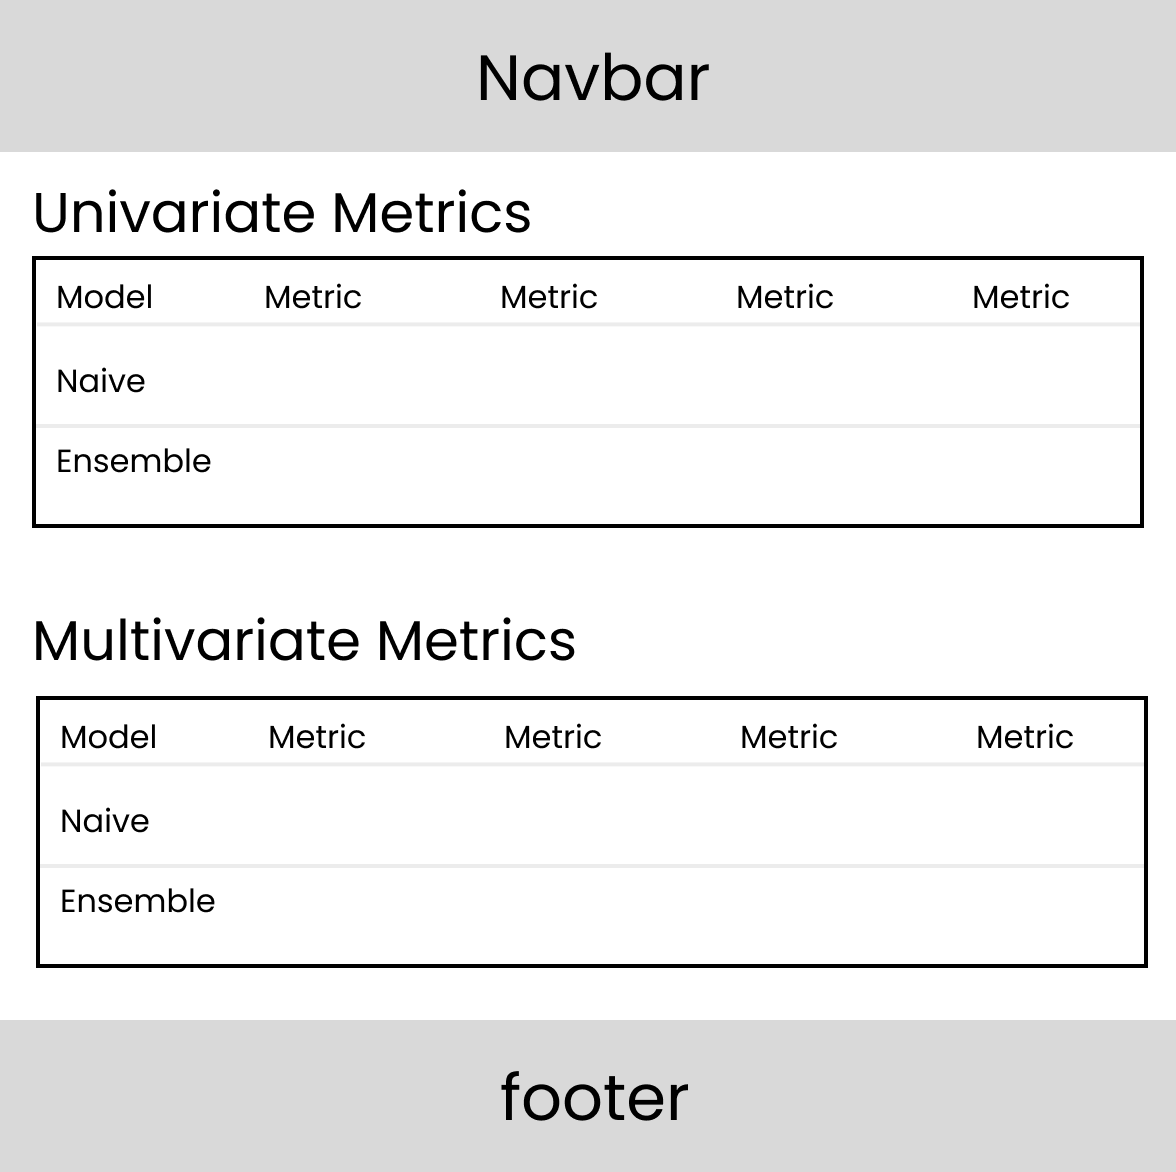 Navbar
Univariate Metrics
Model Metric Metric Metric Metric
Naive
Ensemble
Multivariate Metrics
Model Metric Metric Metric Metric
Naive
Ensemble
footer